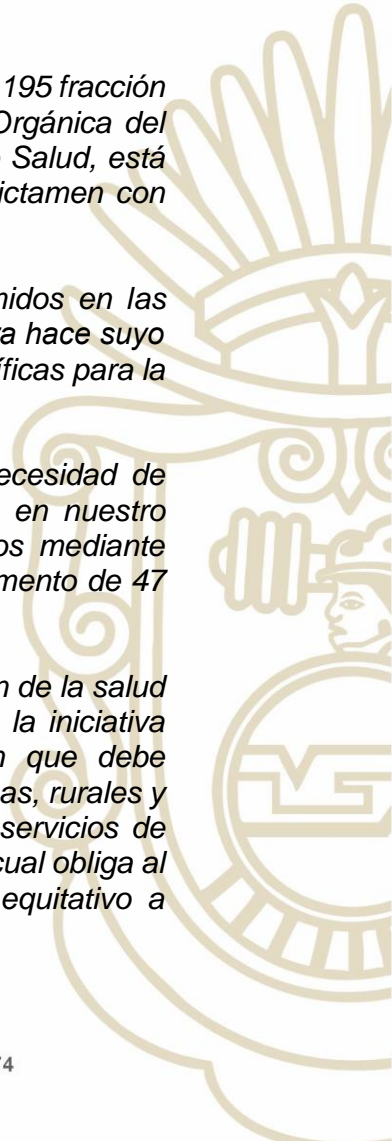 195 fracción
Orgánica del
Salud, está
ictamen con
nidos en las
a hace suyo
íficas para la
ecesidad de
en nuestro
os mediante
mento de 47
n de la salud
la iniciativa
que debe
as, rurales y
servicios de
cual obliga al
equitativo a
4